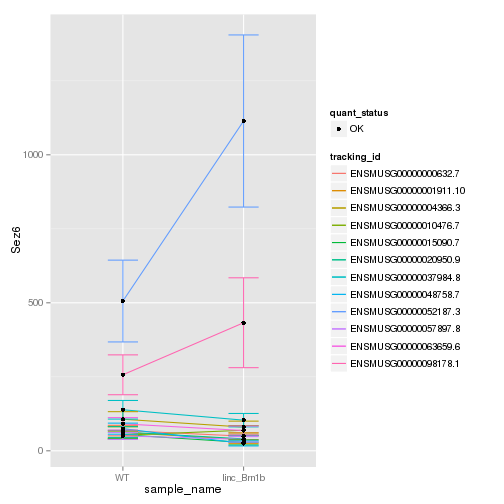 1000
500
0
Sez6
WT
linc_Brn1b
sample_name
quant_status
OK
tracking_id
ENSMUSG00000000632.7
ENSMUSG00000001911.10
ENSMUSG00000004366.3
ENSMUSG00000010476.7
ENSMUSG00000015090.7
ENSMUSG00000020950.9
ENSMUSG00000037984.8
ENSMUSG00000048758.7
ENSMUSG00000052187.3
ENSMUSG00000057897.8
ENSMUSG00000063659.6
ENSMUSG00000098178.1